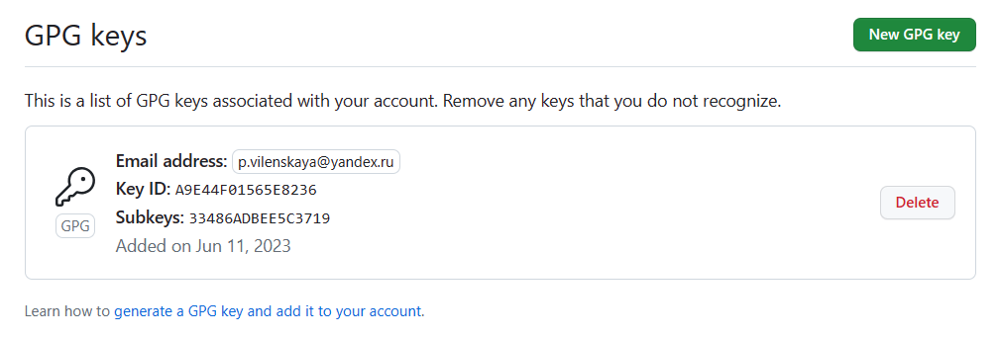 GPG keys
New GPG key
This is a list of GPG keys associated with your account. Remove any keys that you do not recognize.
Email address: p.vilenskaya@yandex.ru
Key ID: A9E44F01565E8236
Subkeys: 33486ADBEE5C3719
Added on Jun 11, 2023
GPG
Delete
Learn how to generate a GPG key and add it to your account.